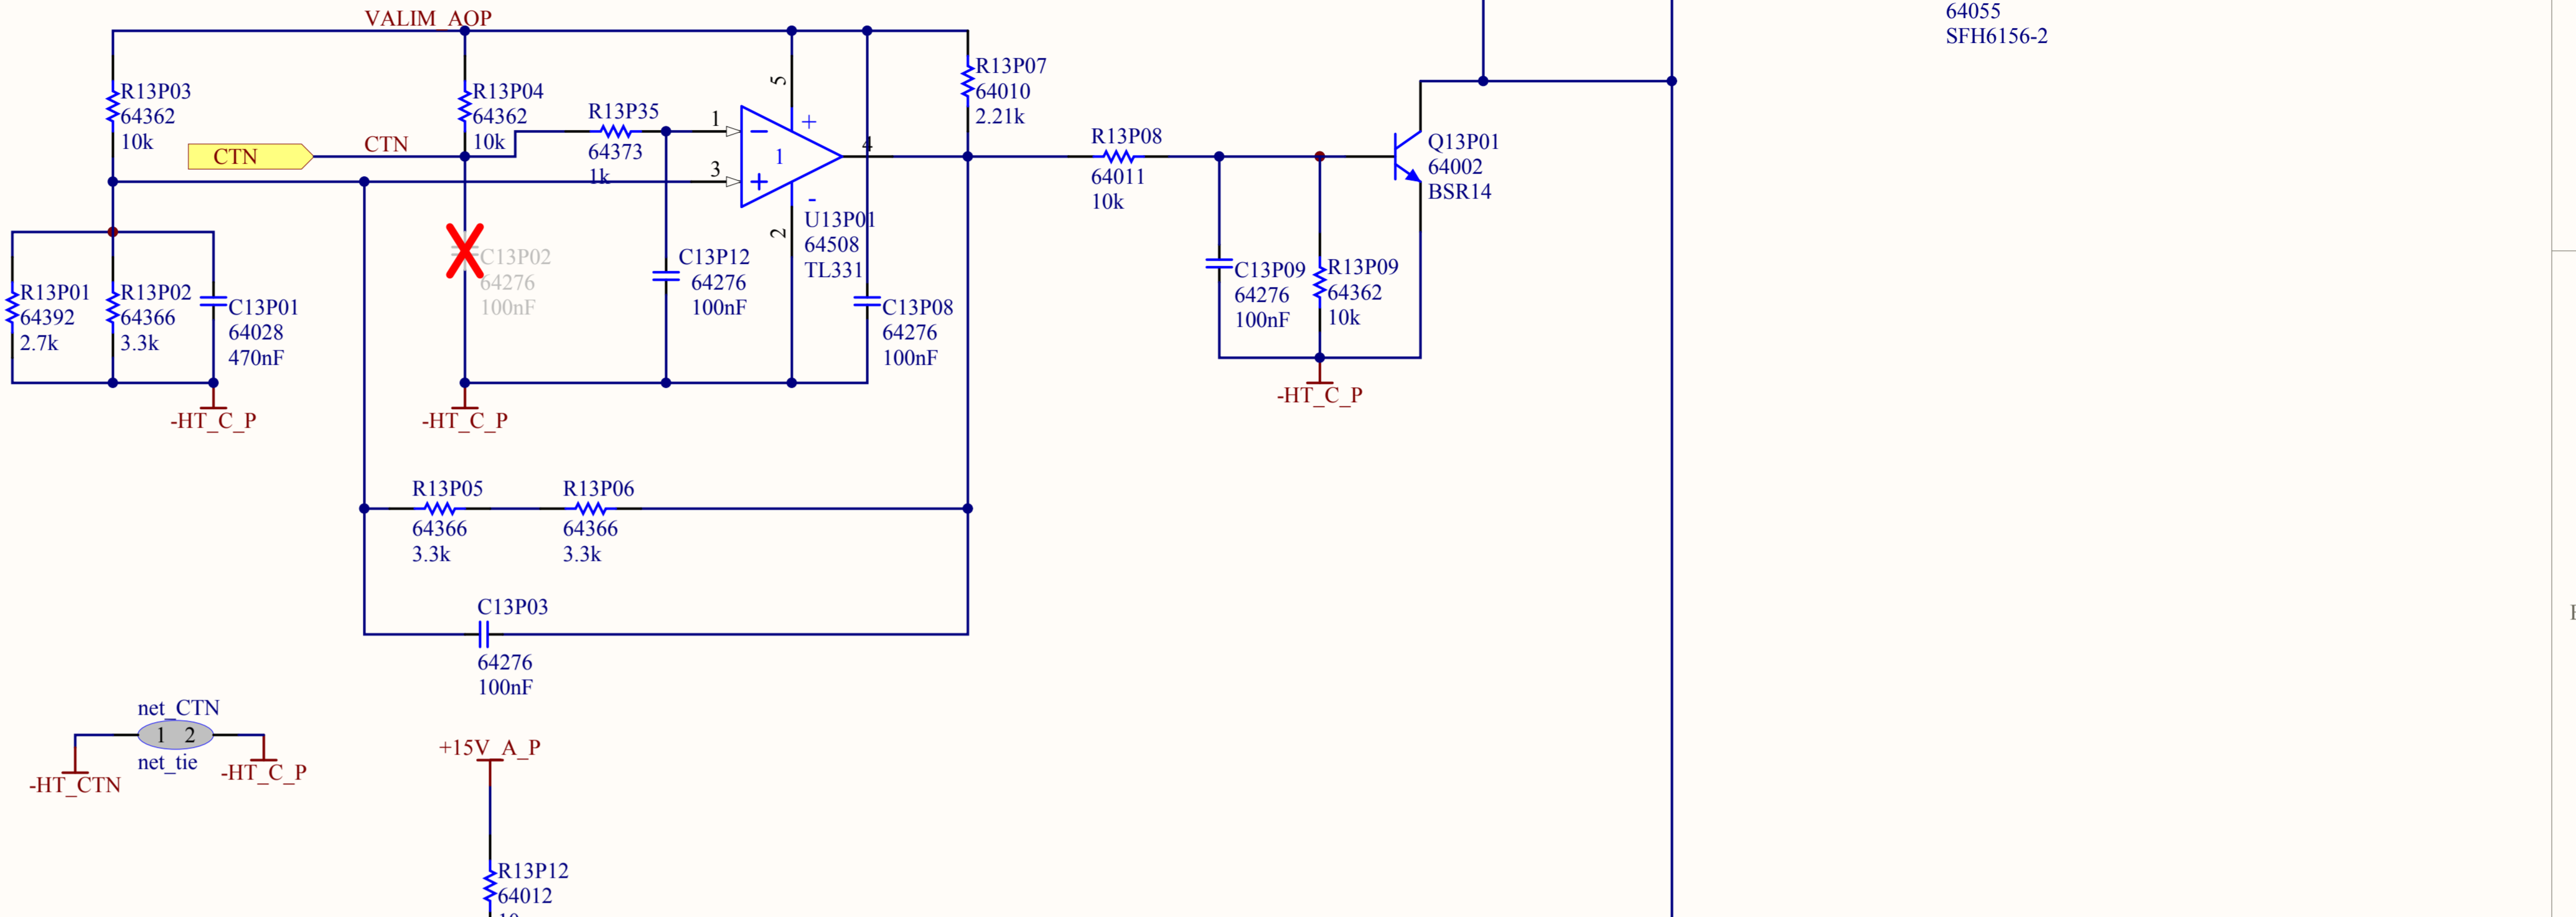 VALIM_AOP
64055
SFH6156-2
R13P03
64362
10k
R13P04
64362
10k
R13P35
64373
1k
CTN
CTN
1
3
5
2
4
+
-
1
U13P01
64508
TL331
R13P07
64010
2.21k
R13P08
64011
10k
Q13P01
64002
BSR14
R13P01
64392
2.7k
R13P02
64366
3.3k
C13P01
64028
470nF
C13P02
64276
100nF
C13P12
64276
100nF
C13P08
64276
100nF
C13P09
64276
100nF
R13P09
64362
10k
-HT_C_P
-HT_C_P
-HT_C_P
R13P05
64366
3.3k
R13P06
64366
3.3k
C13P03
64276
100nF
net_CTN
1 2
net_tie
-HT_CTN
-HT_C_P
+15V_A_P
R13P12
64012